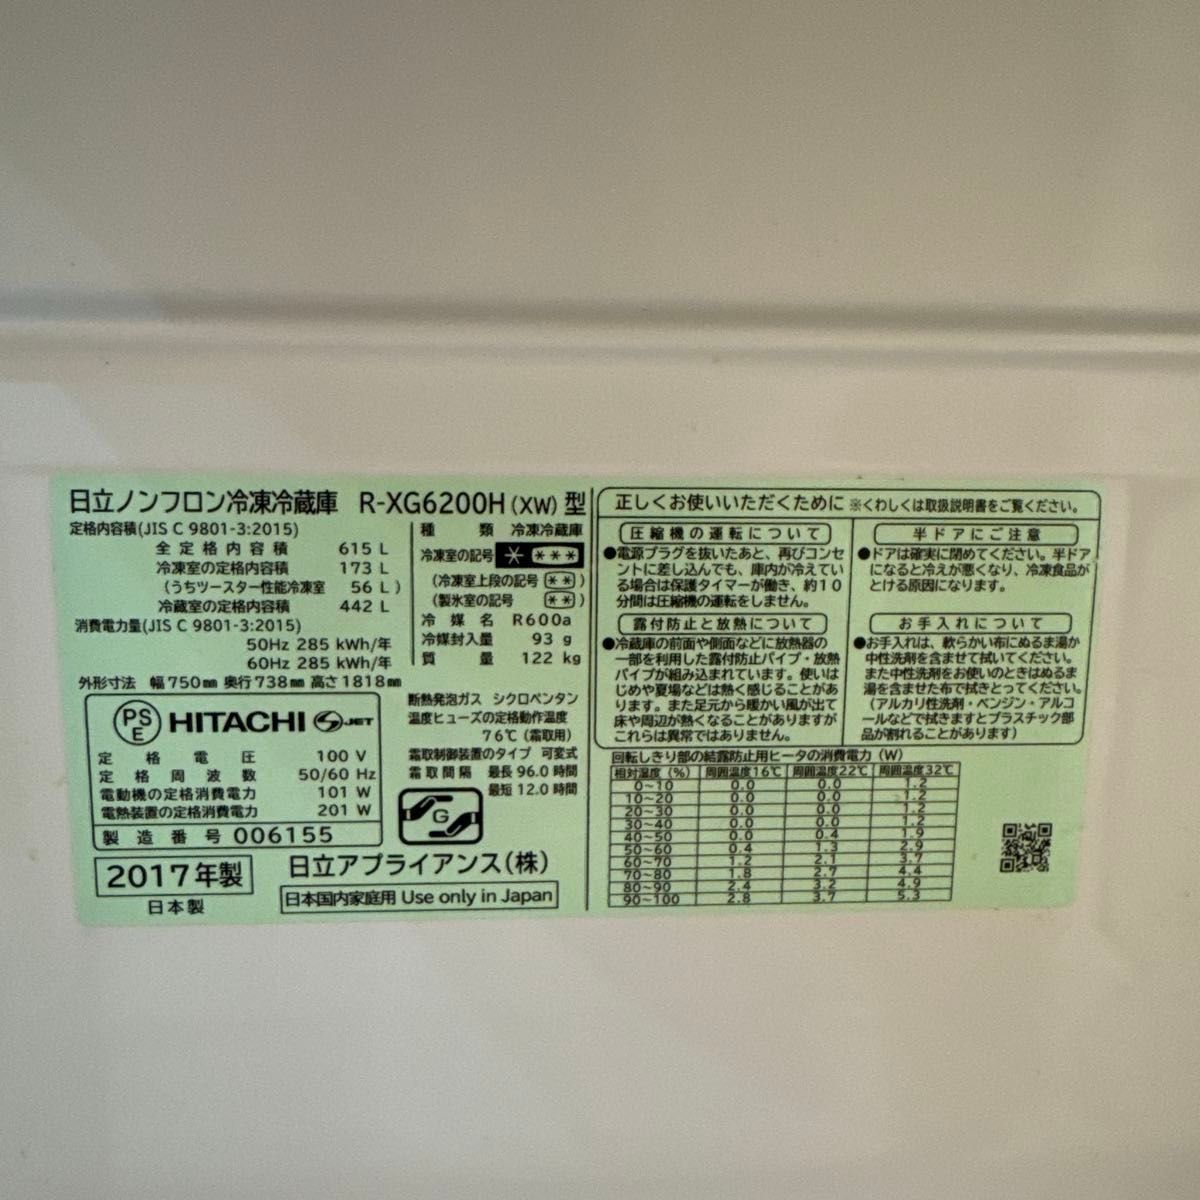 日立ノンフロン冷凍冷蔵庫 R-XG6200H(XW)型
定格内容積(JIS C 9801-3:2015)
全定格内容積 615 L
冷凍室の定格内容積 173 L
(うちツースター性能冷凍室 56 L)
冷蔵室の定格内容積 442 L
消費電力量(JIS C 9801-3:2015)
50Hz 285 kWh/年
60Hz 285 kWh/年
外形寸法 幅750mm 奥行738mm 高さ1818mm
種類 冷凍冷蔵庫
冷凍室の記号 * ***
(冷凍室上段の記号 **)
(製氷室の記号 **)
冷媒名 R600a
冷媒封入量 93 g
質量 122 kg
PSE HITACHI S-JET
定格電圧 100 V
定格周波数 50/60 Hz
電動機の定格消費電力 101 W
電熱装置の定格消費電力 201 W
製造番号 006155
断熱発泡ガス シクロペンタン
温度ヒューズの定格動作温度
76℃(霜取用)
霜取制御装置のタイプ 可変式
霜取間隔 最長 96.0 時間
最短 12.0 時間
G
2017年製
日本製
日立アプライアンス(株)
日本国内家庭用 Use only in Japan
正しくお使いいただくために ※くわしくは取扱説明書をご覧ください。
圧縮機の運転について
●電源プラグを抜いたあと、再びコンセ
ントに差し込んでも、庫内が冷えてい
る場合は保護タイマーが働き、約10
分間は圧縮機の運転をしません。
露付防止と放熱について
●冷蔵庫の前面や側面などに放熱器の
一部を利用した露付防止パイプ・放熱
パイプが組み込まれています。使いは
じめや夏場などは熱く感じることがあ
ります。また足元から暖かい風が出て
床や周辺が熱くなることがありますが
これらは異常ではありません。
半ドアにご注意
●ドアは確実に閉めてください。半ドア
になると冷えが悪くなり、冷凍食品が
とける原因になります。
お手入れについて
●お手入れは、軟らかい布にぬるま湯か
中性洗剤を含ませて拭いてください。
また中性洗剤をお使いのときはぬるま
湯を含ませた布で拭きとってください。
(アルカリ性洗剤・ベンジン・アルコ
ールなどで拭きますとプラスチック部
品が割れることがあります)
回転しきり部の結露防止用ヒータの消費電力(W)
相対湿度(%) 周囲温度16℃ 周囲温度22℃ 周囲温度32℃
0~10 0.0 0.0 1.2
10~20 0.0 0.0 1.2
20~30 0.0 0.0 1.2
30~40 0.0 0.0 1.2
40~50 0.0 0.4 1.9
50~60 0.4 1.3 2.9
60~70 1.2 2.1 3.7
70~80 1.8 2.7 4.4
80~90 2.4 3.2 4.9
90~100 2.8 3.7 5.3